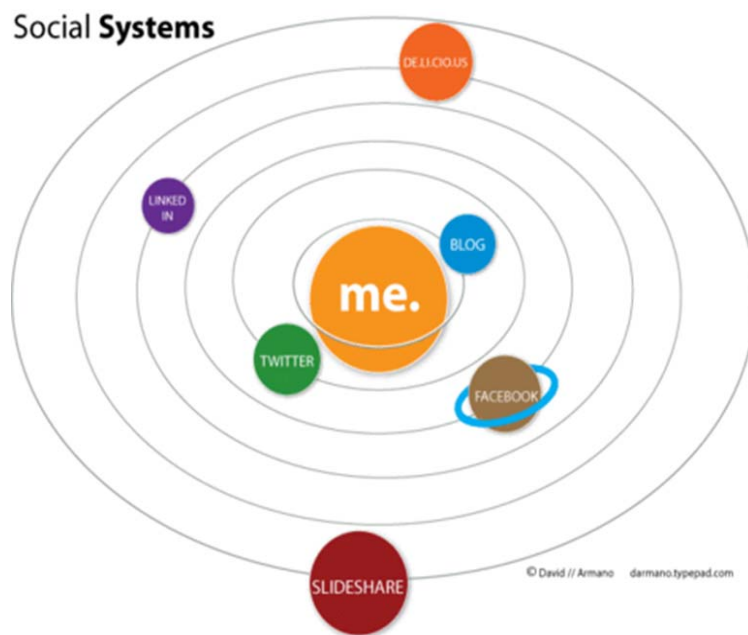 Social Systems
DE.LI.CIO.US
LINKED
IN
BLOG
me.
TWITTER
FACEBOOK
SLIDESHARE
© David // Armano darmano.typepad.com